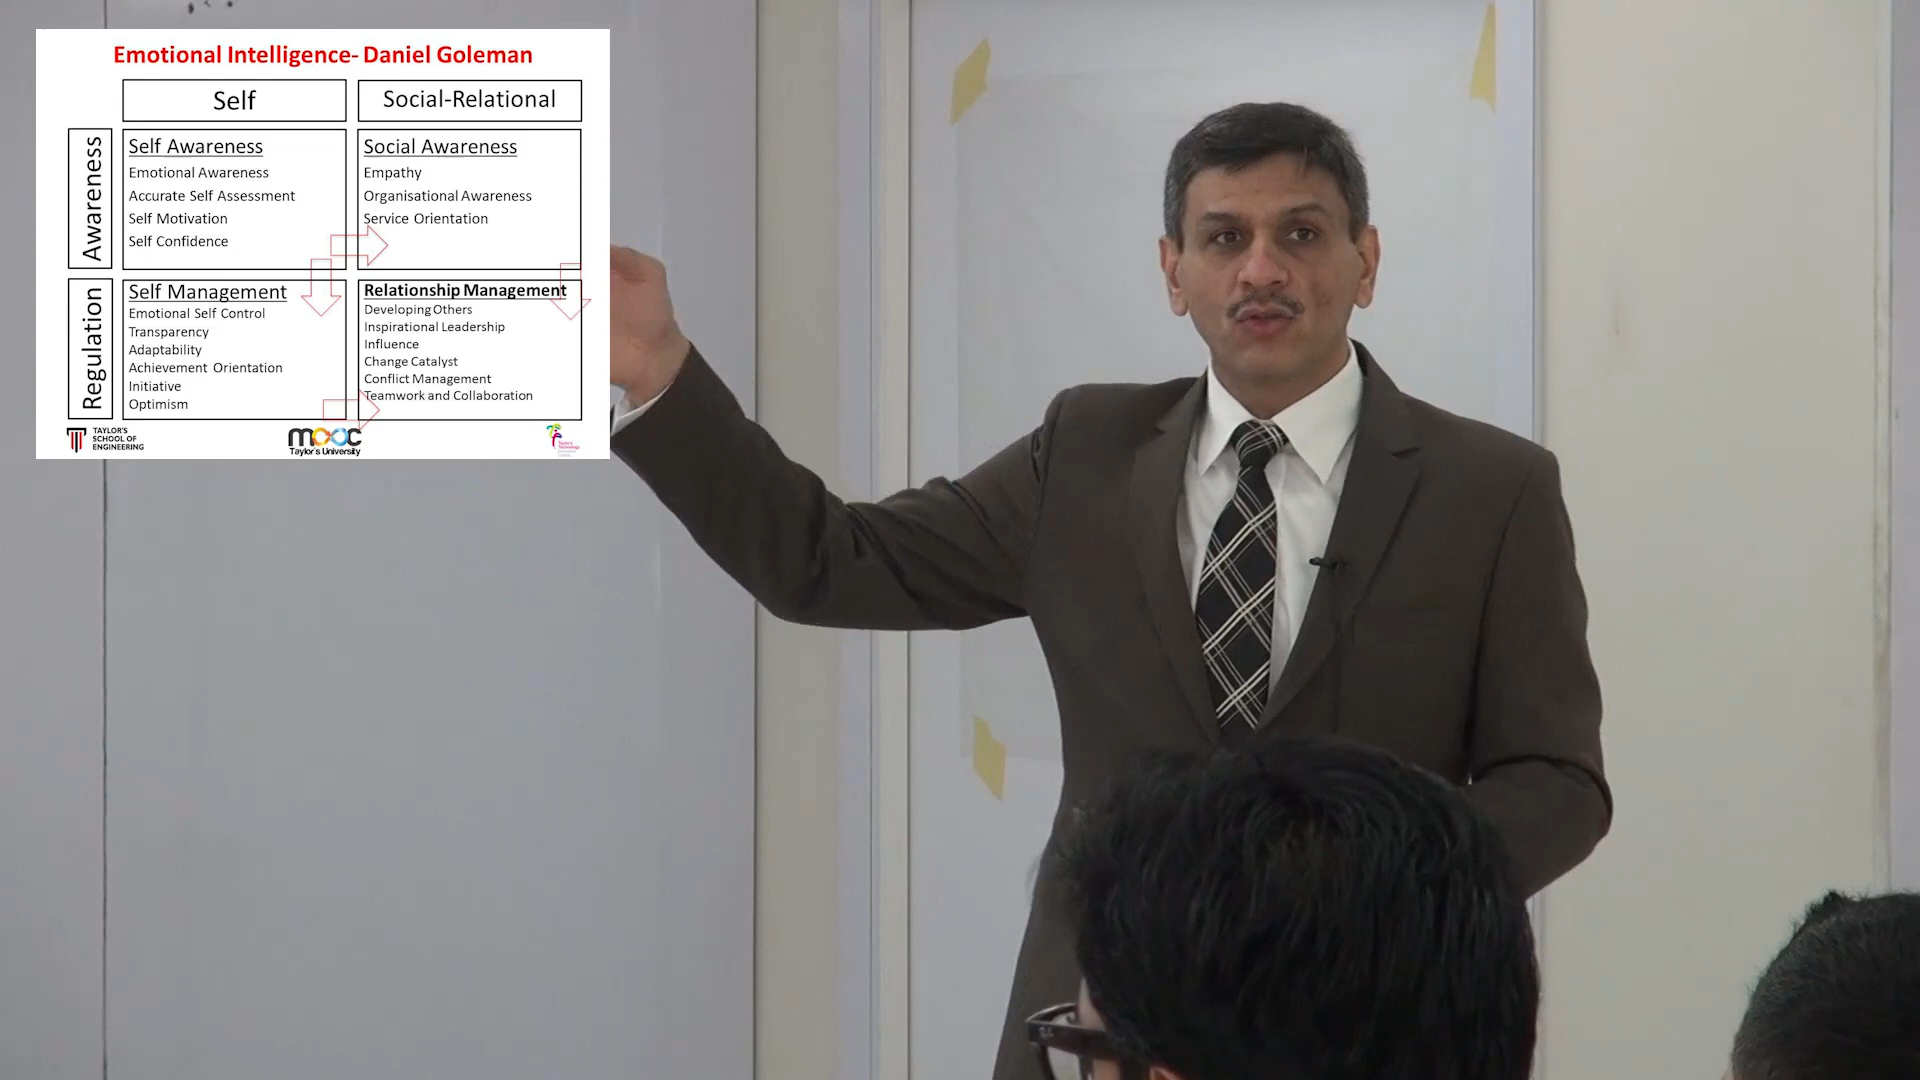 Emotional Intelligence- Daniel Goleman
Self
Social-Relational
Awareness
Self Awareness
Emotional Awareness
Accurate Self Assessment
Self Motivation
Self Confidence
Social Awareness
Empathy
Organisational Awareness
Service Orientation
Regulation
Self Management
Emotional Self Control
Transparency
Adaptability
Achievement Orientation
Initiative
Optimism
Relationship Management
Developing Others
Inspirational Leadership
Influence
Change Catalyst
Conflict Management
Teamwork and Collaboration
TAYLOR'S
SCHOOL OF
ENGINEERING
mooc
Taylor's University